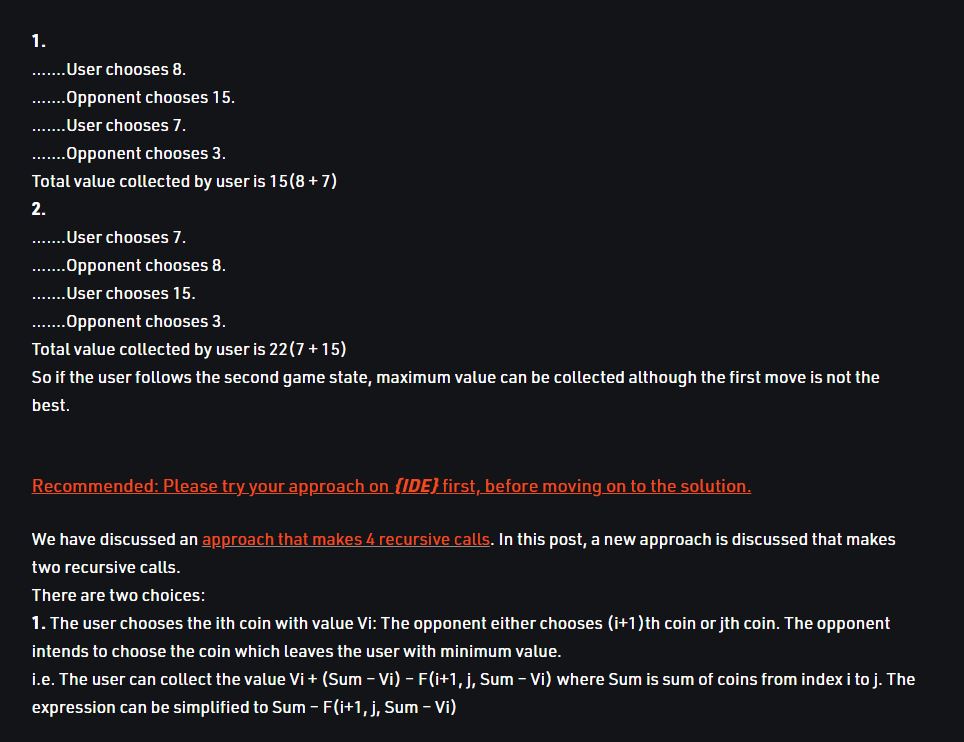 1.
.......User chooses 8.
.......Opponent chooses 15.
.......User chooses 7.
.......Opponent chooses 3.
Total value collected by user is 15(8 + 7)
2.
.......User chooses 7.
.......Opponent chooses 8.
.......User chooses 15.
.......Opponent chooses 3.
Total value collected by user is 22(7 + 15)
So if the user follows the second game state, maximum value can be collected although the first move is not the
best.
Recommended: Please try your approach on {IDE} first, before moving on to the solution.
We have discussed an approach that makes 4 recursive calls. In this post, a new approach is discussed that makes
two recursive calls.
There are two choices:
1. The user chooses the ith coin with value Vi: The opponent either chooses (i+1)th coin or jth coin. The opponent
intends to choose the coin which leaves the user with minimum value.
i.e. The user can collect the value Vi + (Sum – Vi) – F(i+1, j, Sum – Vi) where Sum is sum of coins from index i to j. The
expression can be simplified to Sum – F(i+1, j, Sum – Vi)